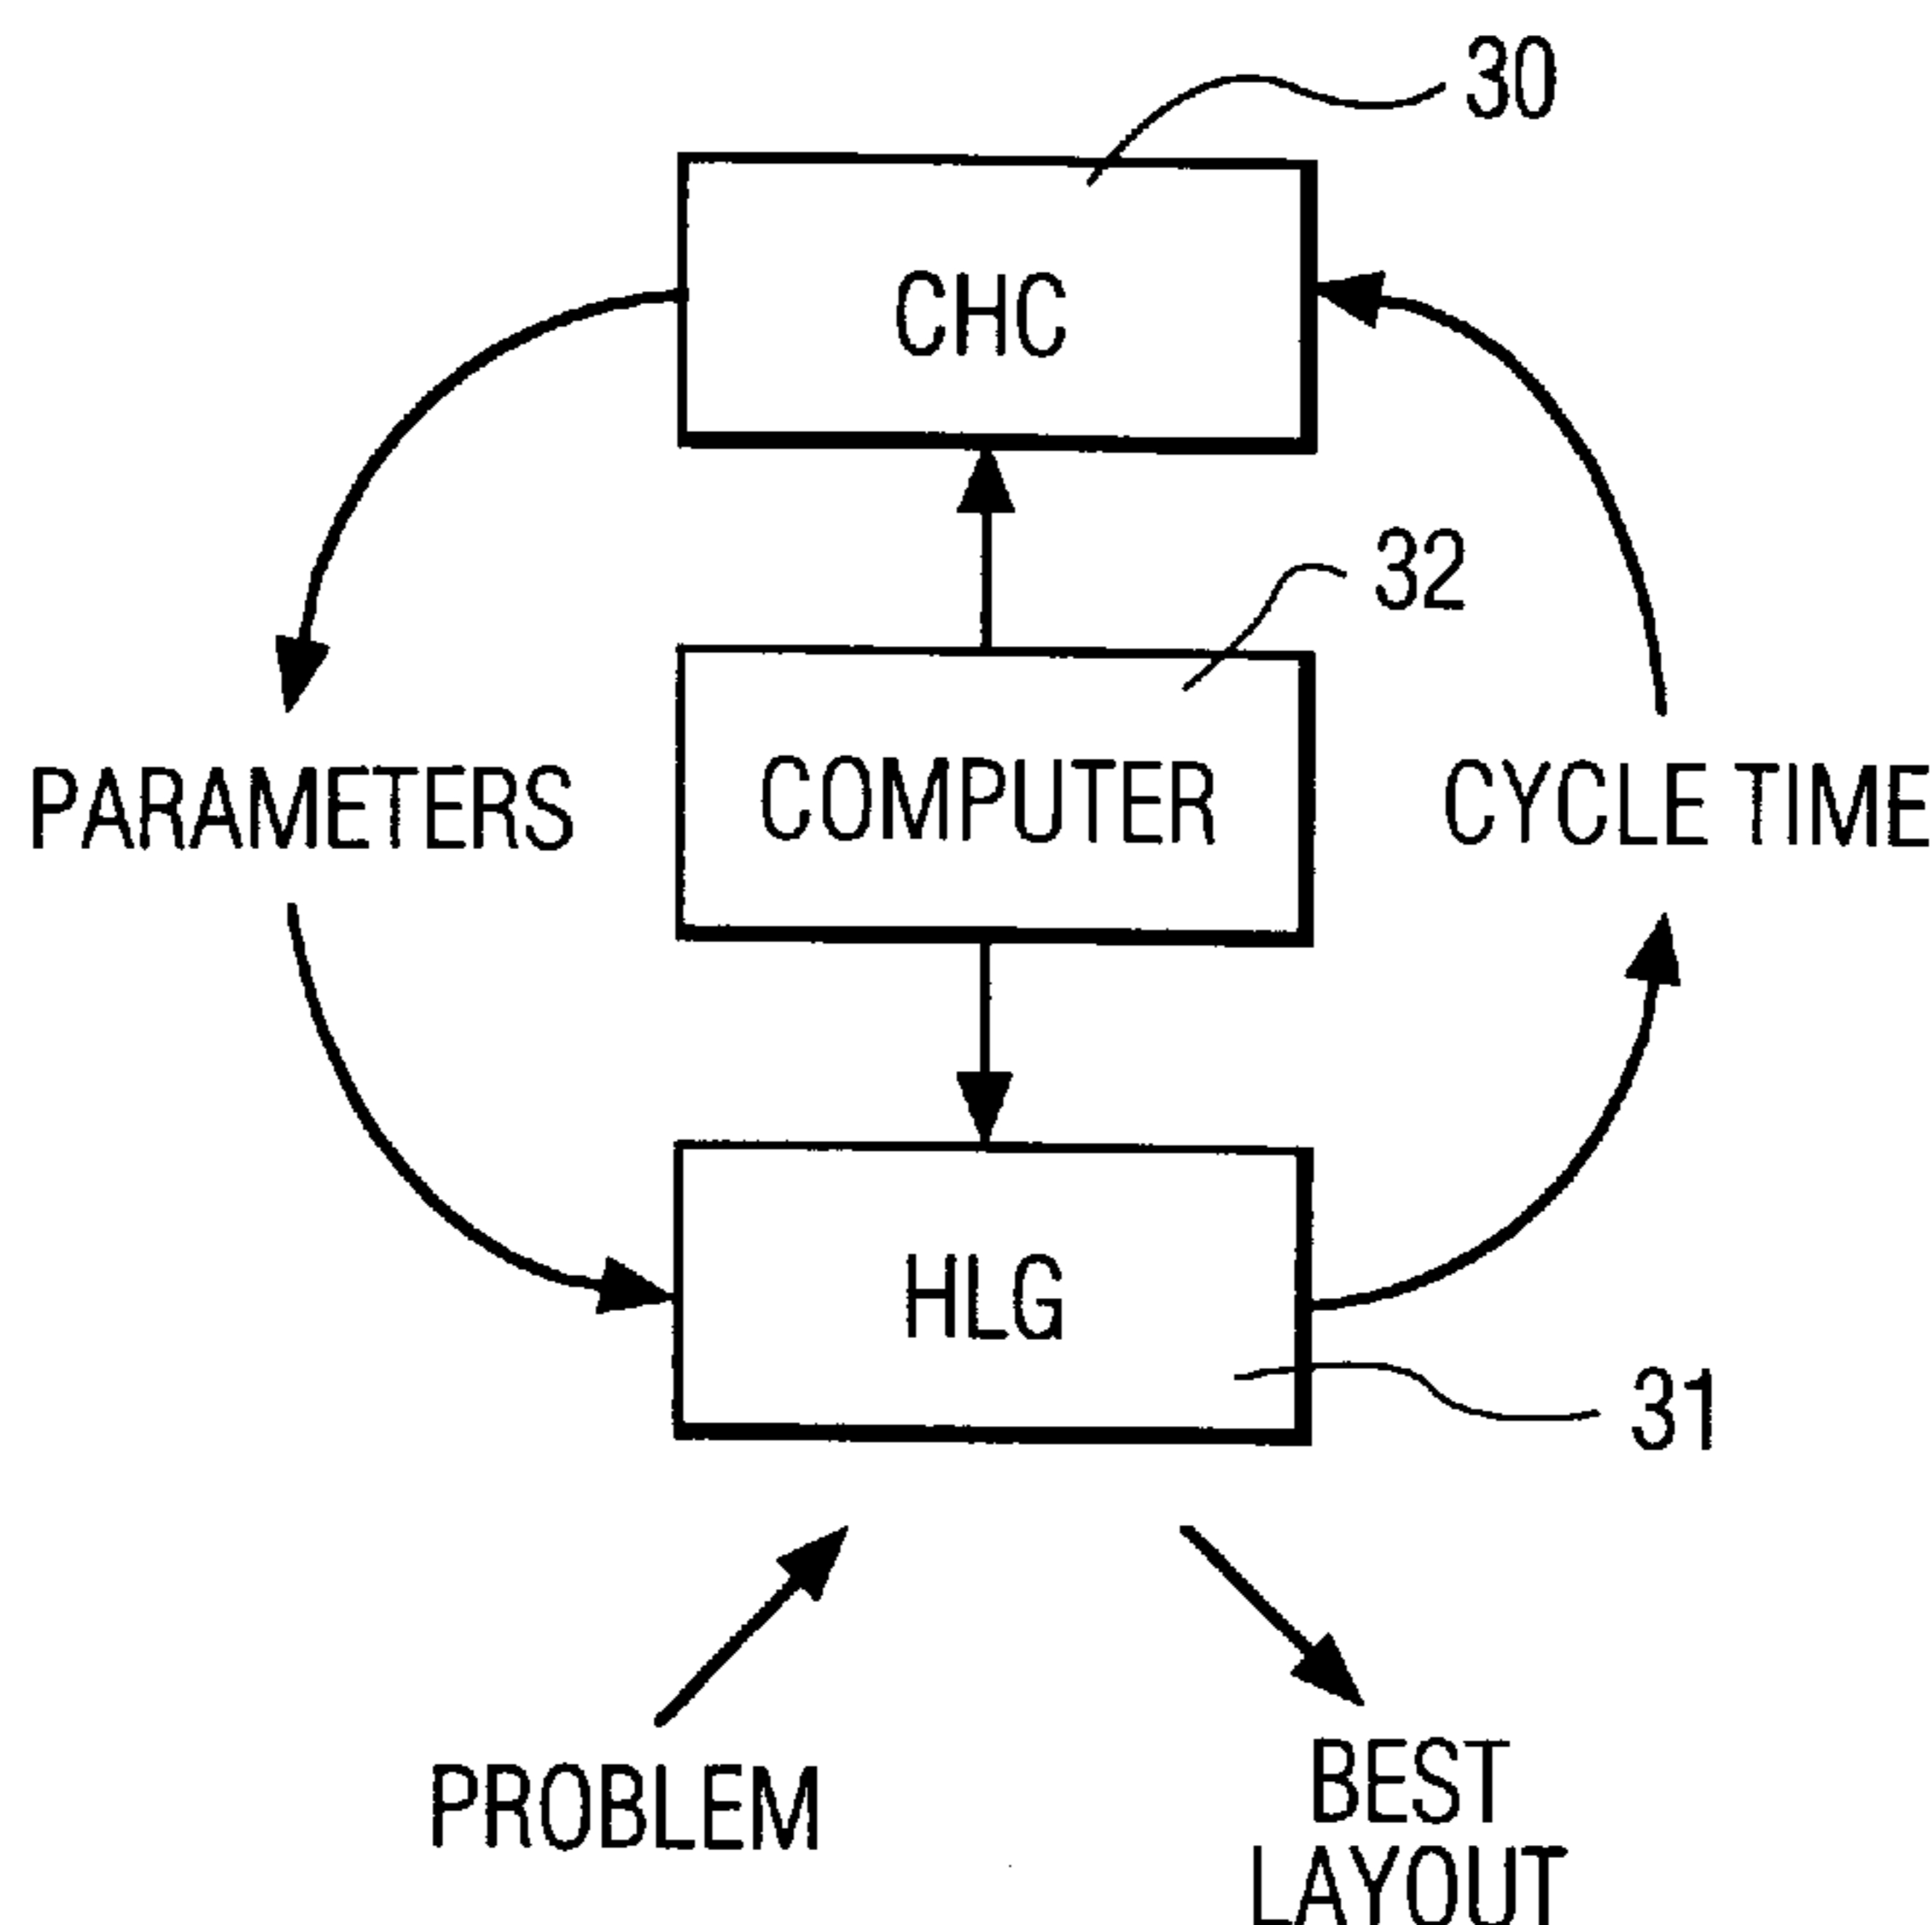 30
CHC
32
PARAMETERS
COMPUTER
CYCLE TIME
HLG
31
PROBLEM
BEST
LAYOUT